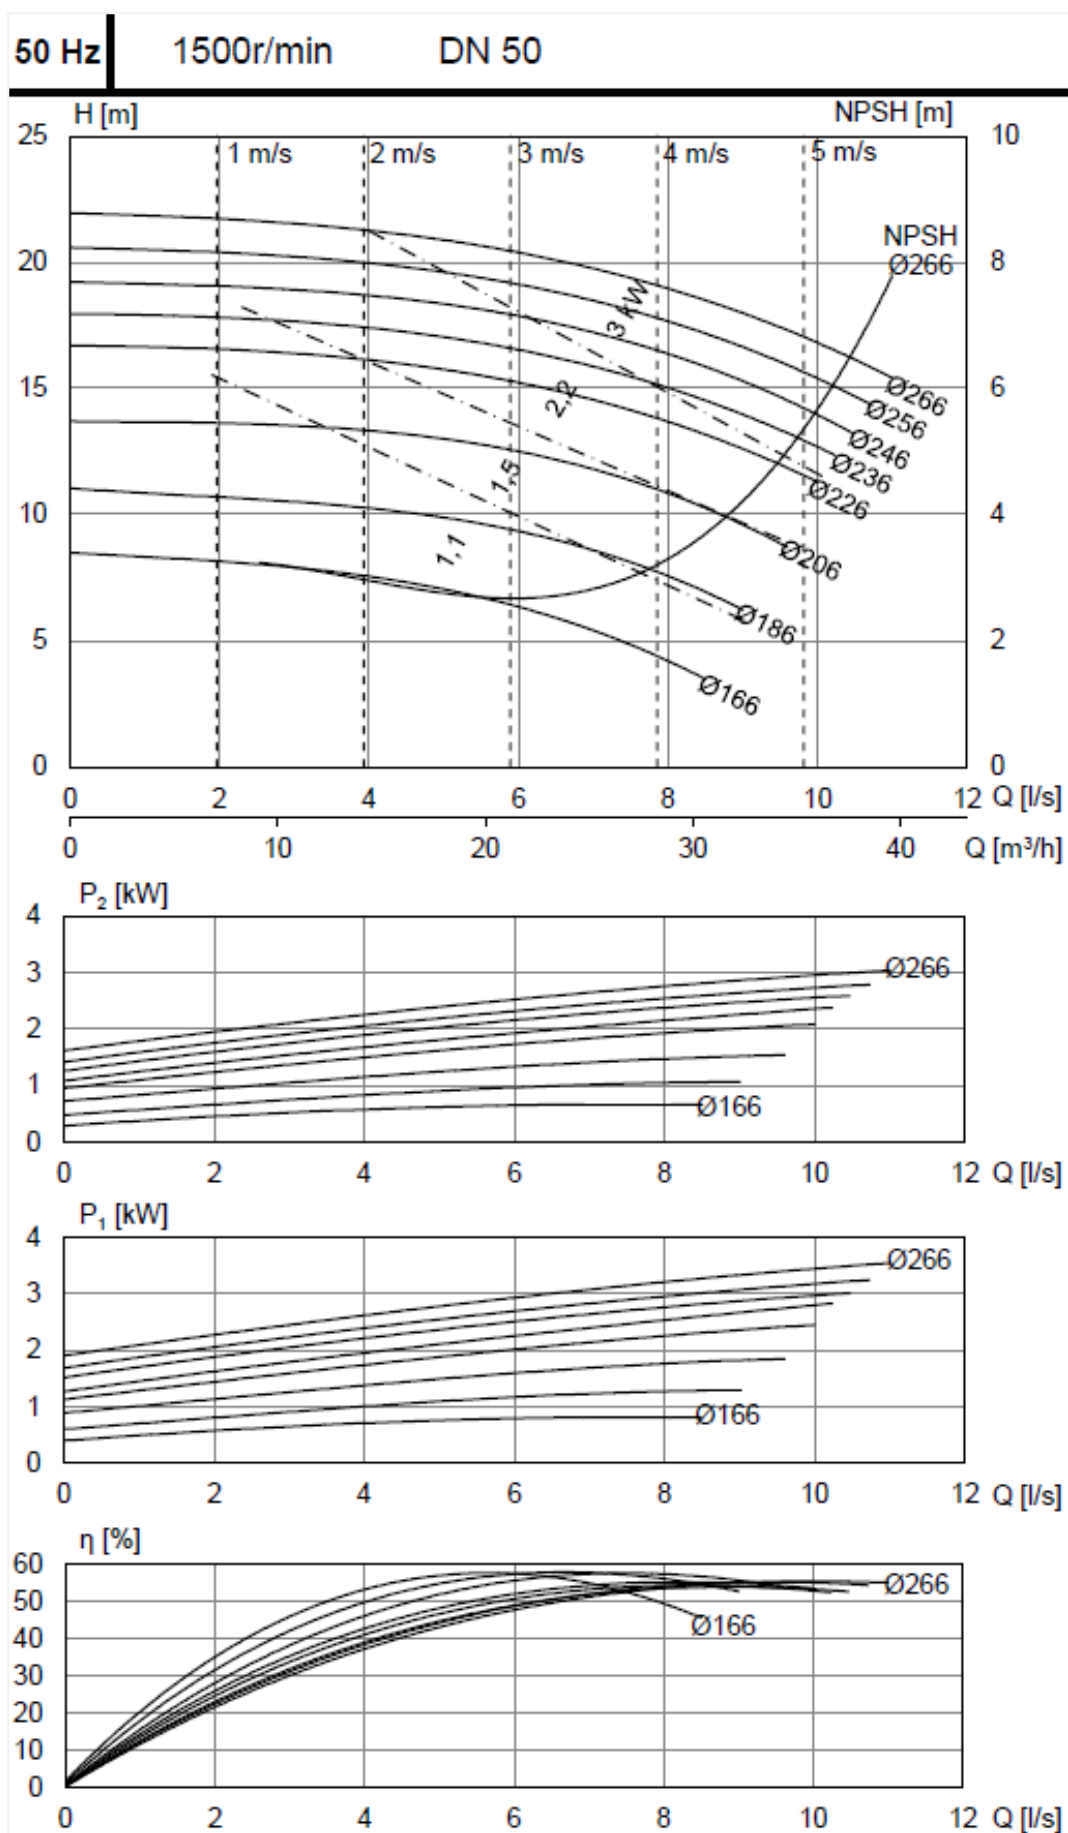 50 Hz 1500r/min DN 50
H [m] NPSH [m]
25 10
1 m/s 2 m/s 3 m/s 4 m/s 5 m/s
NPSH
Ø266
20 8
3 kW
15 6
2,2
Ø266
Ø256
Ø246
Ø236
Ø226
1,5
10 4
1,1
Ø206
Ø186
5 2
Ø166
0 0
0 2 4 6 8 10 12 Q [l/s]
0 10 20 30 40 Q [m³/h]
P₂ [kW]
4
3 Ø266
2
1 Ø166
0
0 2 4 6 8 10 12 Q [l/s]
P₁ [kW]
4
Ø266
3
2
1 Ø166
0
0 2 4 6 8 10 12 Q [l/s]
η [%]
60
Ø266
50
Ø166
40
30
20
10
0
0 2 4 6 8 10 12 Q [l/s]